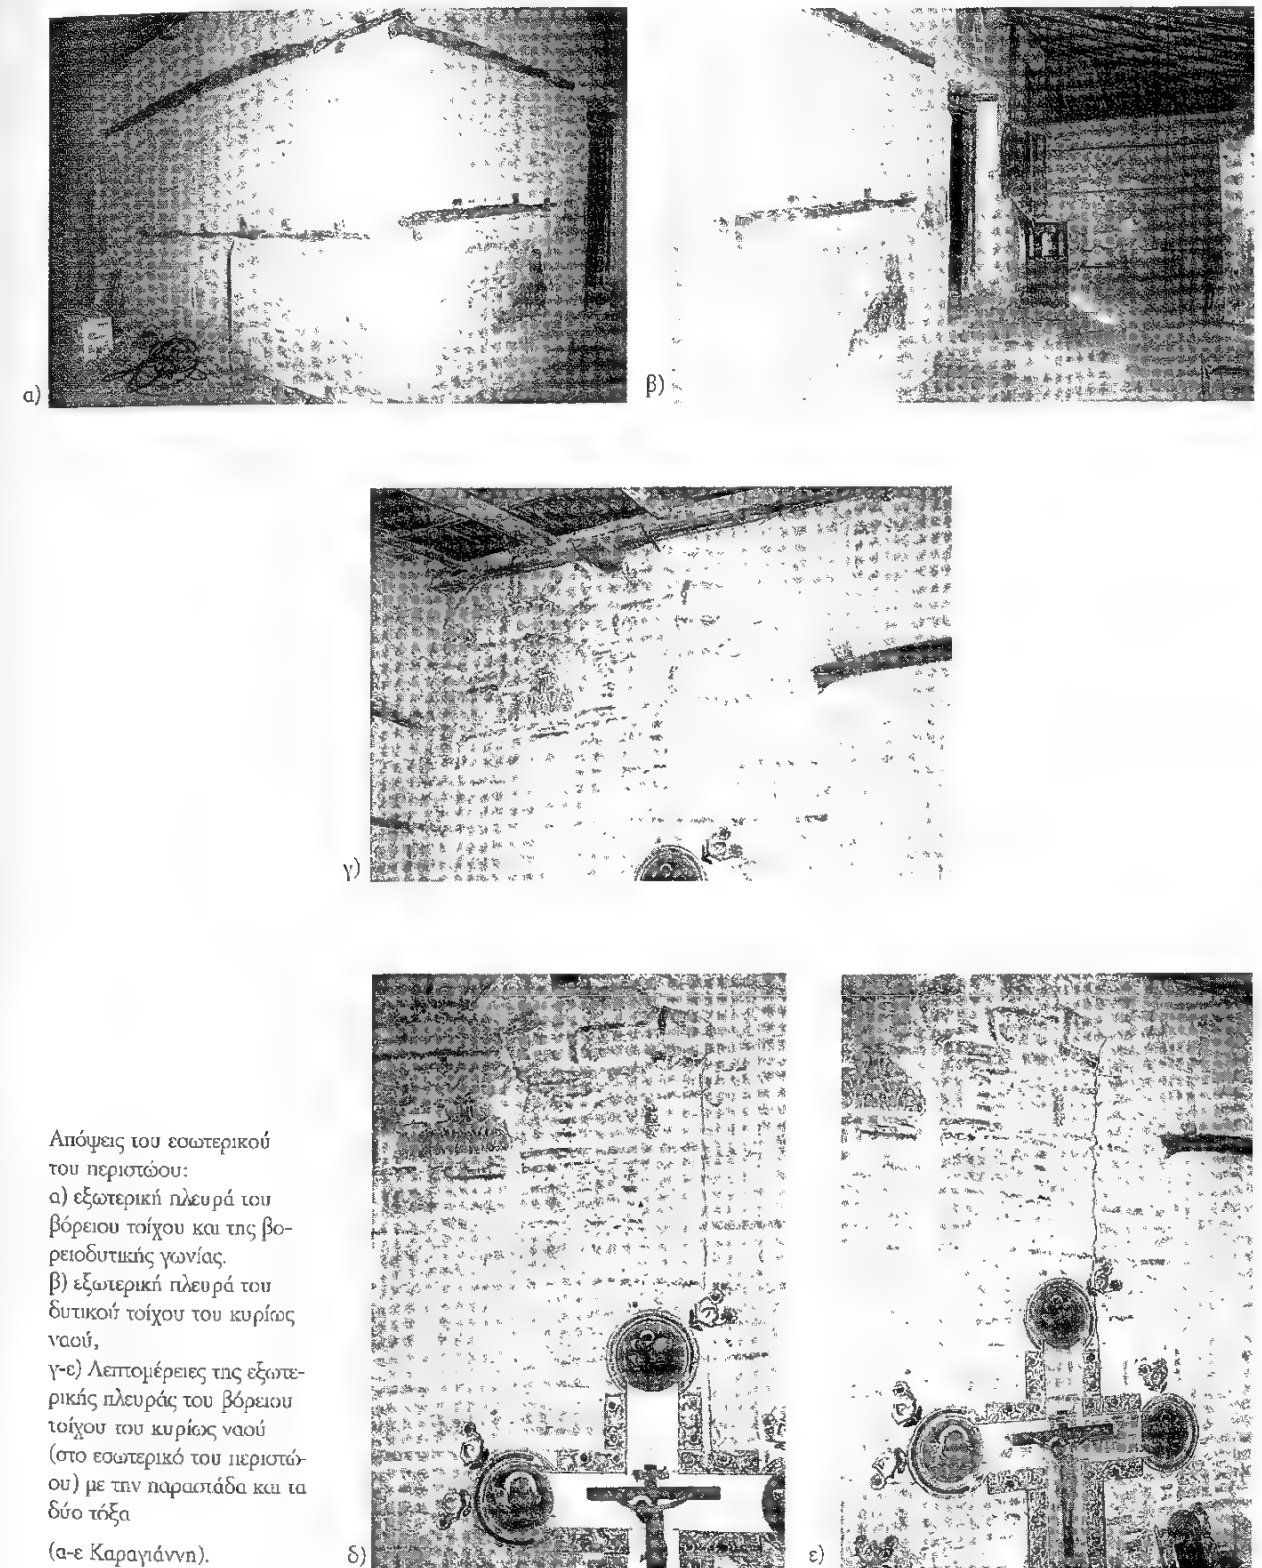 α)
β)
γ)
Απόψεις του εσωτερικού
του περιστώου:
α) εξωτερική πλευρά του
βόρειου τοίχου και της βο-
ρειοδυτικής γωνίας.
β) εξωτερική πλευρά του
δυτικού τοίχου του κυρίως
ναού,
γ-ε) Λεπτομέρειες της εξωτε-
ρικής πλευράς του βόρειου
τοίχου του κυρίως ναού
(στο εσωτερικό του περιστώ-
ου) με την παραστάδα και τα
δύο τόξα
(α-ε Καραγιάννη).
δ)
ε)